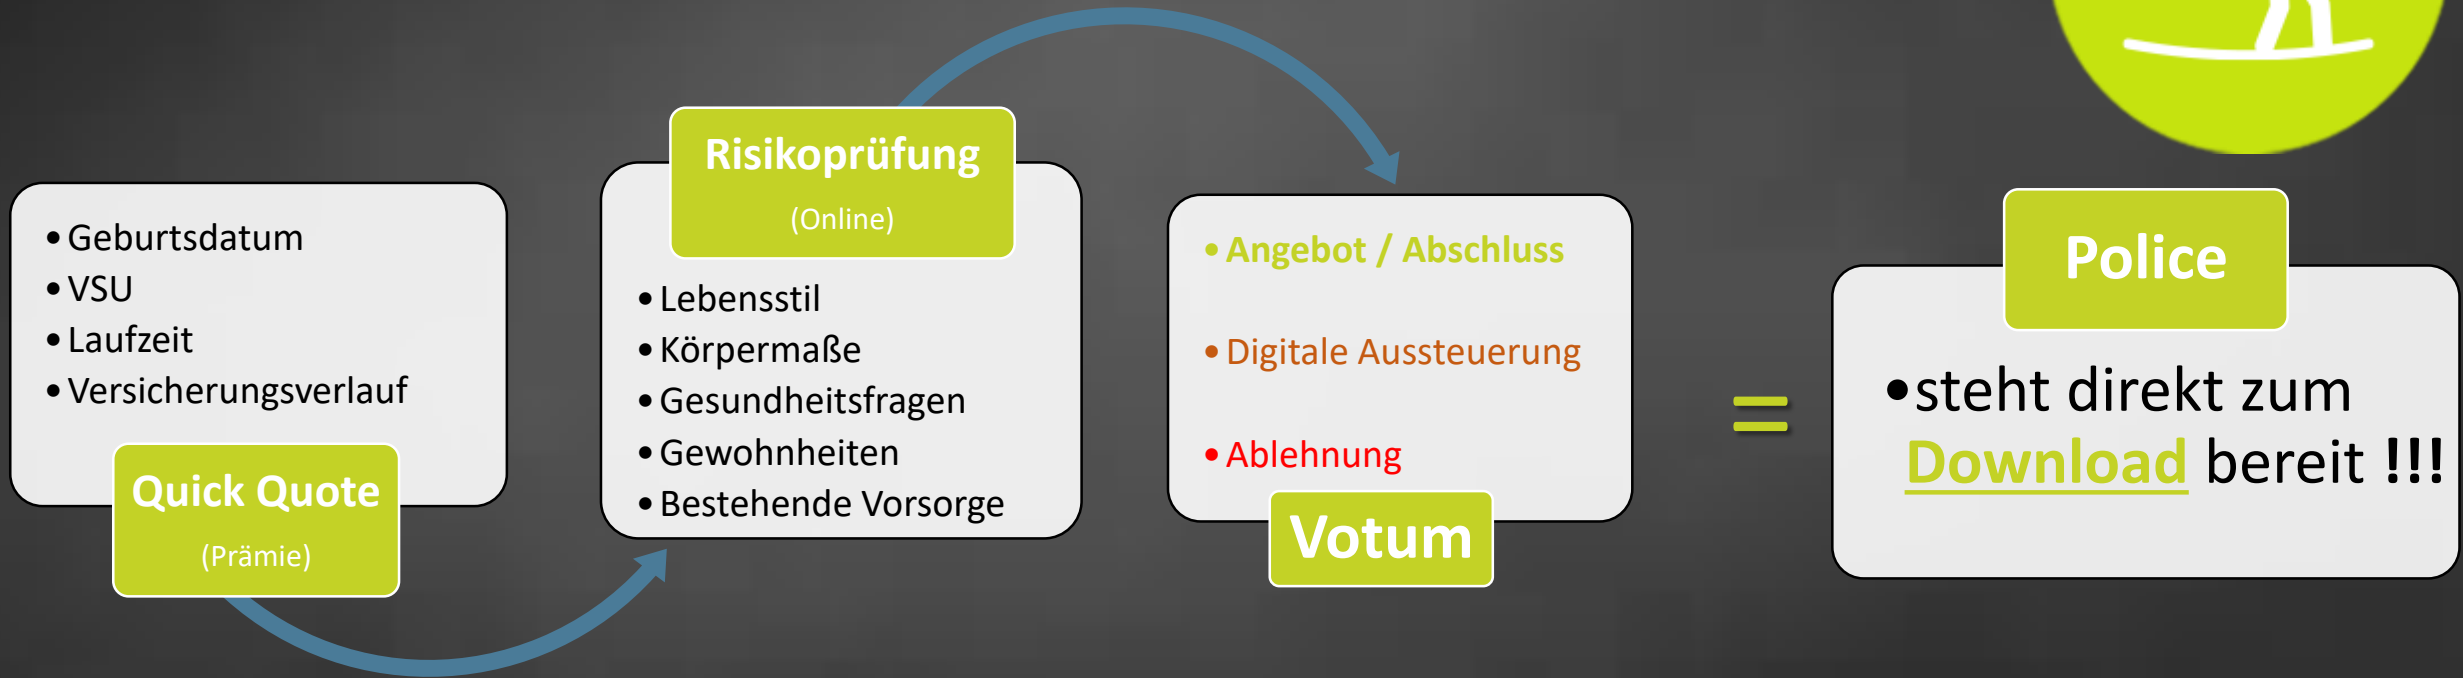 • Geburtsdatum
• VSU
• Laufzeit
• Versicherungsverlauf
Quick Quote
(Prämie)
Risikoprüfung
(Online)
• Lebensstil
• Körpermaße
• Gesundheitsfragen
• Gewohnheiten
• Bestehende Vorsorge
• Angebot / Abschluss
• Digitale Aussteuerung
• Ablehnung
Votum
=
Police
• steht direkt zum
Download bereit !!!